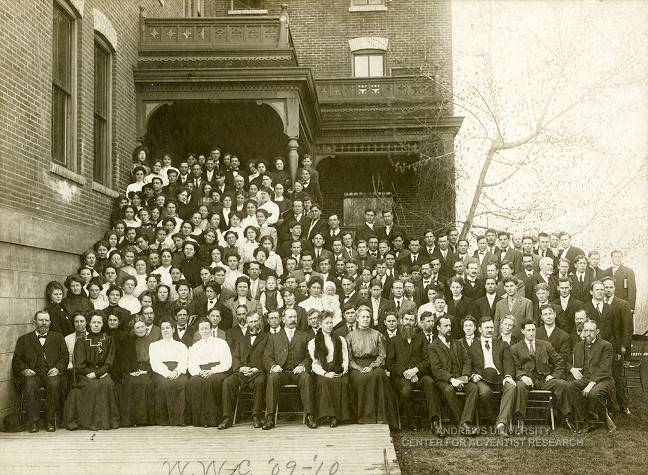 ANDREWS UNIVERSITY
CENTER FOR ADVENTIST RESEARCH
W.W.C '09-'10